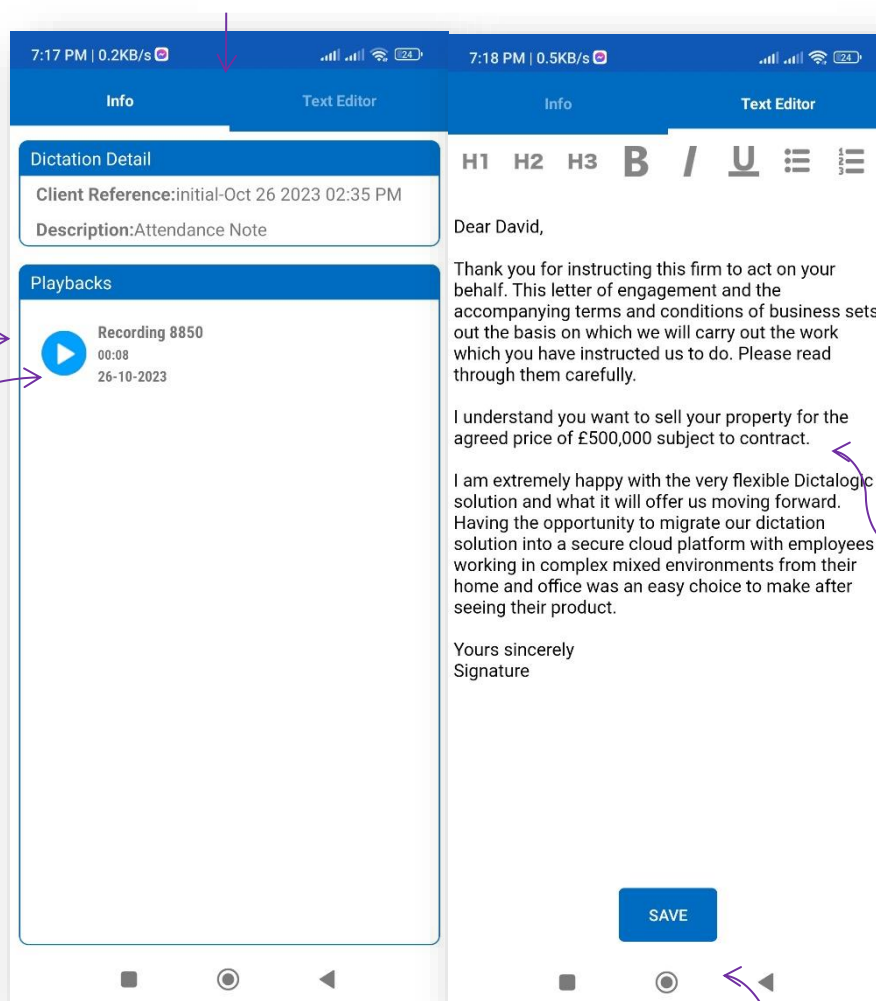 7:17 PM | 0.2KB/s
24
Info
Text Editor
Dictation Detail
Client Reference:initial-Oct 26 2023 02:35 PM
Description:Attendance Note
Playbacks
Recording 8850
00:08
26-10-2023
7:18 PM | 0.5KB/s
24
Info
Text Editor
H1 H2 H3 B I U
Dear David,
Thank you for instructing this firm to act on your
behalf. This letter of engagement and the
accompanying terms and conditions of business sets
out the basis on which we will carry out the work
which you have instructed us to do. Please read
through them carefully.
I understand you want to sell your property for the
agreed price of £500,000 subject to contract.
I am extremely happy with the very flexible Dictalogic
solution and what it will offer us moving forward.
Having the opportunity to migrate our dictation
solution into a secure cloud platform with employees
working in complex mixed environments from their
home and office was an easy choice to make after
seeing their product.
Yours sincerely
Signature
SAVE